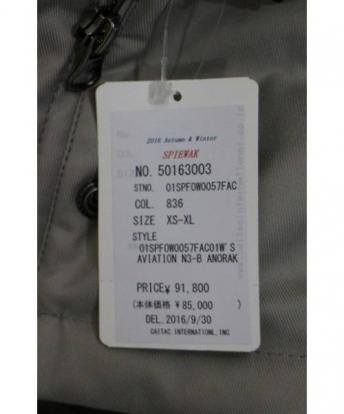 2016 Autumn & Winter
SPIEWAK
NO. 50163003
STNO. 01SPFOW0057FAC
COL. 836
SIZE XS-XL
STYLE
01SPFOW0057FAC01W'S
AVIATION N3-B ANORAK
PRICE¥ 91,800
(本体価格 ¥85,000 )
DEL. 2016/9/30
CAITAC INTERNATIONL, INC